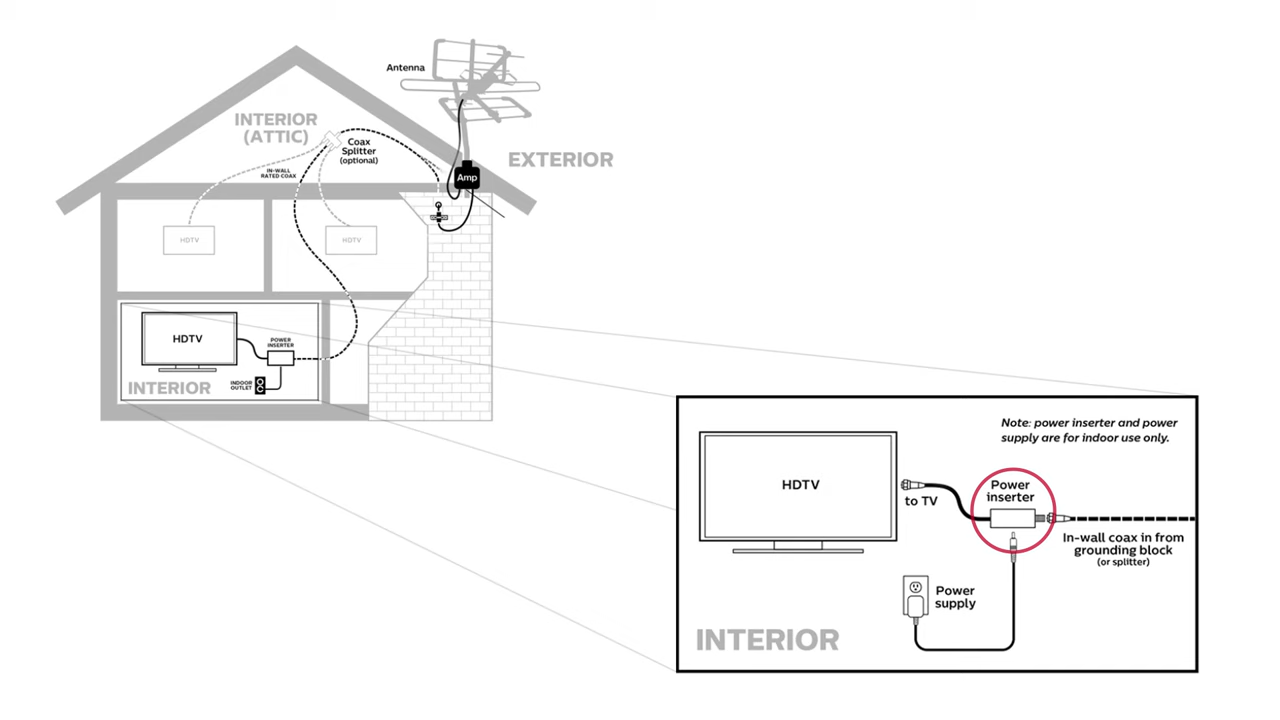 Antenna
INTERIOR
(ATTIC)
Coax
Splitter
(optional)
EXTERIOR
IN-WALL
RATED COAX
Amp
HDTV
HDTV
HDTV
POWER
INSERTER
INDOOR
OUTLET
INTERIOR
Note: power inserter and power
supply are for indoor use only.
HDTV
to TV
Power
inserter
In-wall coax in from
grounding block
(or splitter)
Power
supply
INTERIOR